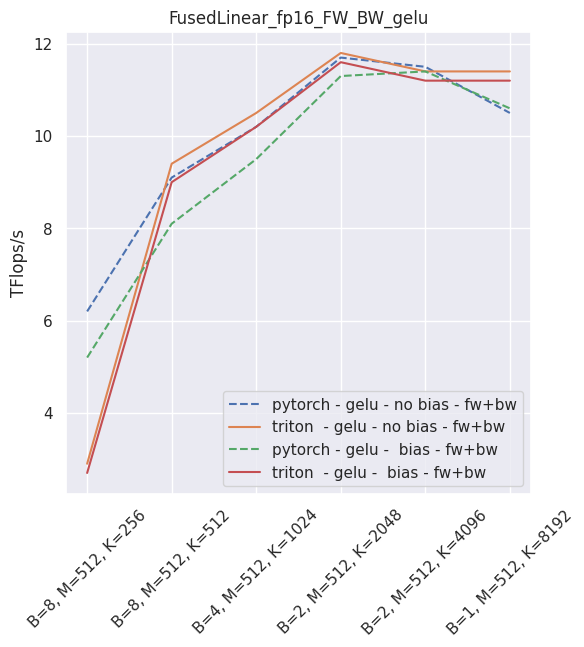 FusedLinear_fp16_FW_BW_gelu
12
10
8
6
4
TFlops/s
pytorch - gelu - no bias - fw+bw
triton  - gelu - no bias - fw+bw
pytorch - gelu -  bias - fw+bw
triton  - gelu -  bias - fw+bw
B=8, M=512, K=256
B=8, M=512, K=512
B=4, M=512, K=1024
B=2, M=512, K=2048
B=2, M=512, K=4096
B=1, M=512, K=8192